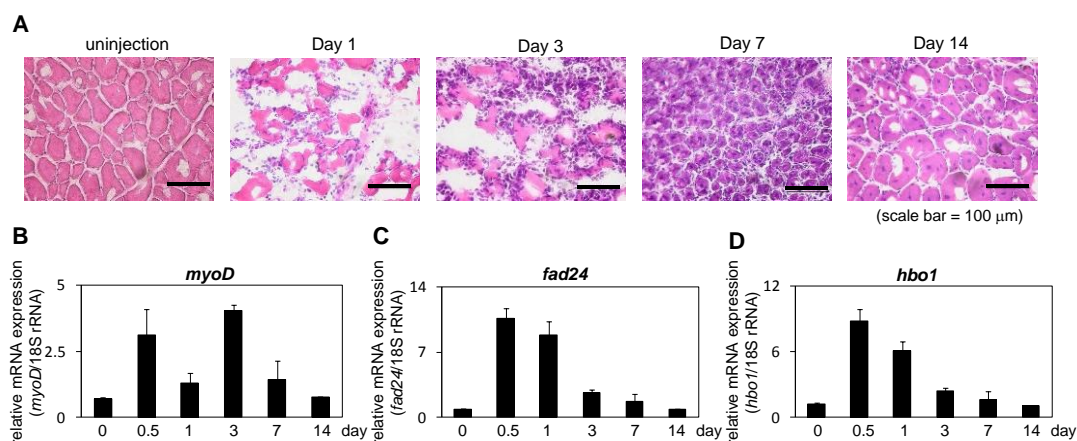 A
uninjection
Day 1
Day 3
Day 7
Day 14
(scale bar = 100 μm)
B
myoD
relative mRNA expression
(myoD/18S rRNA)
5
2.5
0
0 0.5 1 3 7 14 day
C
fad24
relative mRNA expression
(fad24/18S rRNA)
14
7
0
0 0.5 1 3 7 14 day
D
hbo1
relative mRNA expression
(hbo1/18S rRNA)
12
6
0
0 0.5 1 3 7 14 day